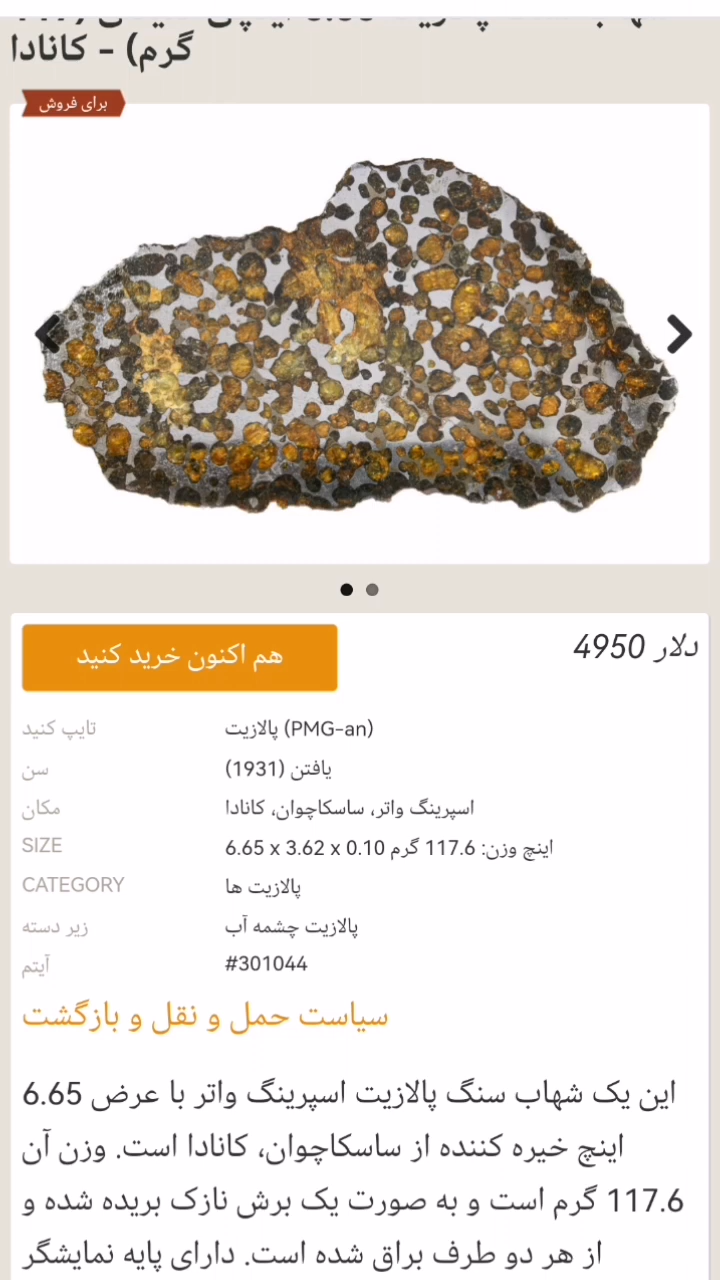 گرم) - کانادا
برای فروش
دلار 4950
هم اکنون خرید کنید
تایپ کنید
پالازیت (PMG-an)
سن
یافتن (1931)
مکان
اسپرینگ واتر، ساسکاچوان، کانادا
SIZE
6.65 x 3.62 x 0.10 اینچ وزن: 117.6 گرم
CATEGORY
پالازیت ها
زیر دسته
پالازیت چشمه آب
آیتم
#301044
سیاست حمل و نقل و بازگشت
این یک شهاب سنگ پالازیت اسپرینگ واتر با عرض 6.65
اینچ خیره کننده از ساسکاچوان، کانادا است. وزن آن
117.6 گرم است و به صورت یک برش نازک بریده شده و
از هر دو طرف براق شده است. دارای پایه نمایشگر